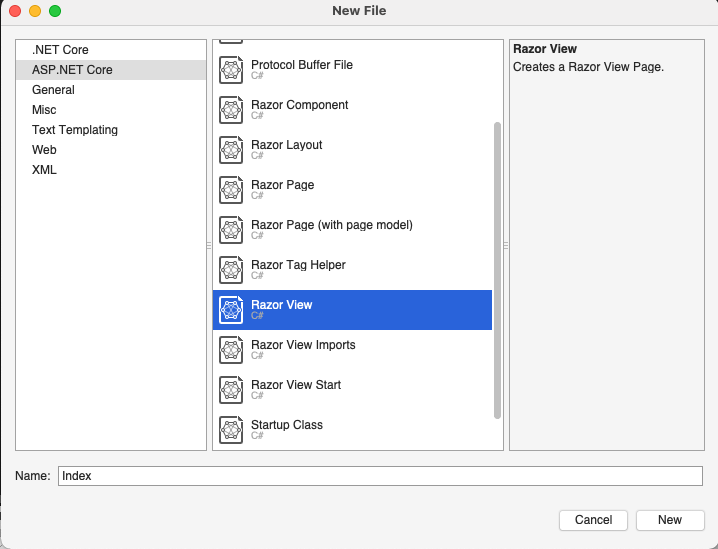 New File
.NET Core
ASP.NET Core
General
Misc
Text Templating
Web
XML
Protocol Buffer File
C#
Razor Component
C#
Razor Layout
C#
Razor Page
C#
Razor Page (with page model)
C#
Razor Tag Helper
C#
Razor View
C#
Razor View Imports
C#
Razor View Start
C#
Startup Class
C#
Razor View
Creates a Razor View Page.
Name: Index
Cancel New